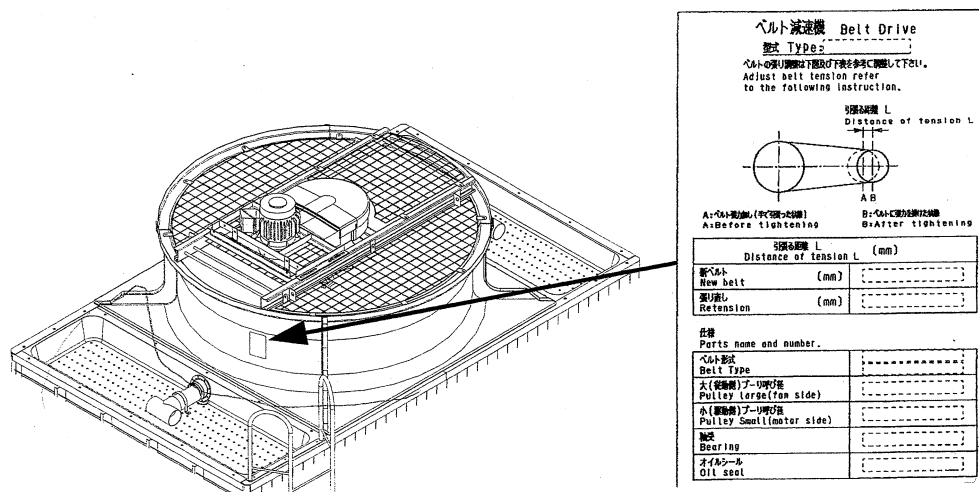 ベルト減速機 Belt Drive
型式 Type:
ベルトの張り調整は下図及び下表を参考に調整して下さい。
Adjust belt tension refer
to the following instruction.
引張る距離 L
Distance of tension L
A B
A:ベルト張力無し(手で引張った状態)
A:Before tightening
B:ベルトに張力を掛けた状態
B:After tightening
引張る距離 L (mm)
Distance of tension L
新ベルト (mm)
New belt
張り直し (mm)
Retension
仕様
Parts name and number.
ベルト形式
Belt Type
大(従動側)プーリ呼び径
Pulley large(fan side)
小(駆動側)プーリ呼び径
Pulley Small(motor side)
軸受
Bearing
オイルシール
Oil seal